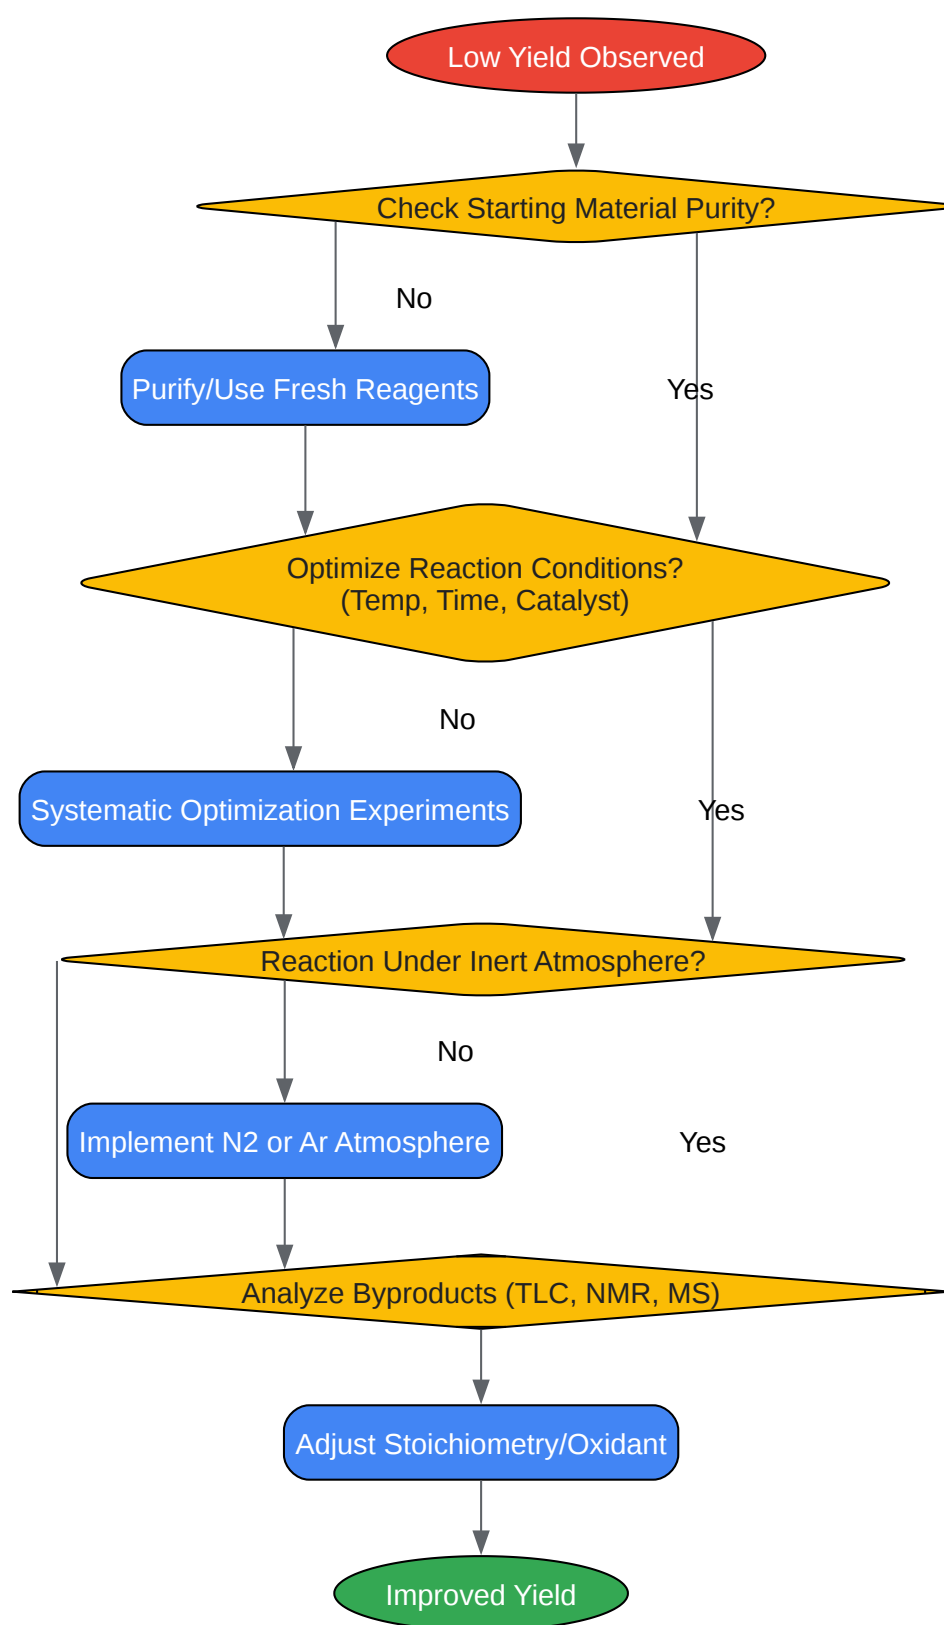 Low Yield Observed
Check Starting Material Purity?
No
Purify/Use Fresh Reagents
Yes
Optimize Reaction Conditions?
(Temp, Time, Catalyst)
No
Systematic Optimization Experiments
Yes
Reaction Under Inert Atmosphere?
No
Implement N2 or Ar Atmosphere
Yes
Analyze Byproducts (TLC, NMR, MS)
Adjust Stoichiometry/Oxidant
Improved Yield